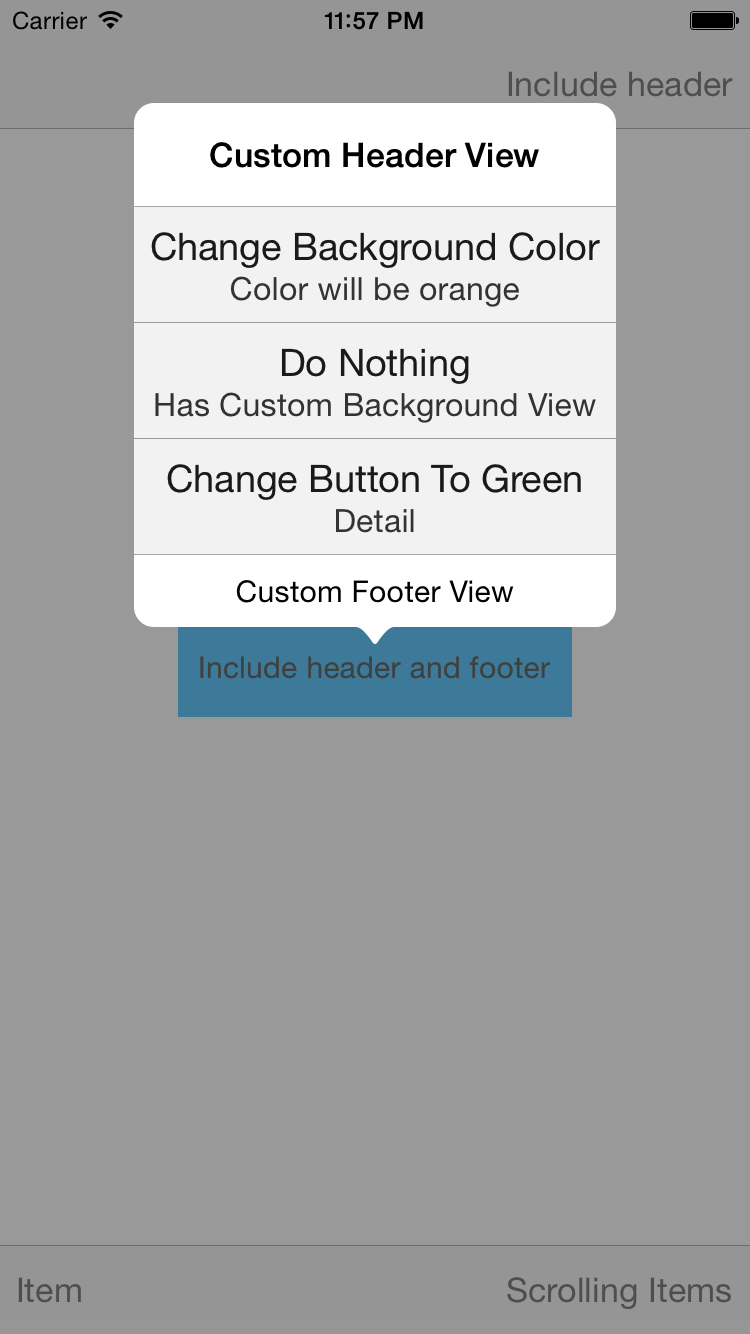 Carrier 11:57 PM
Include header
Custom Header View
Change Background Color
Color will be orange
Do Nothing
Has Custom Background View
Change Button To Green
Detail
Custom Footer View
Include header and footer
Item Scrolling Items